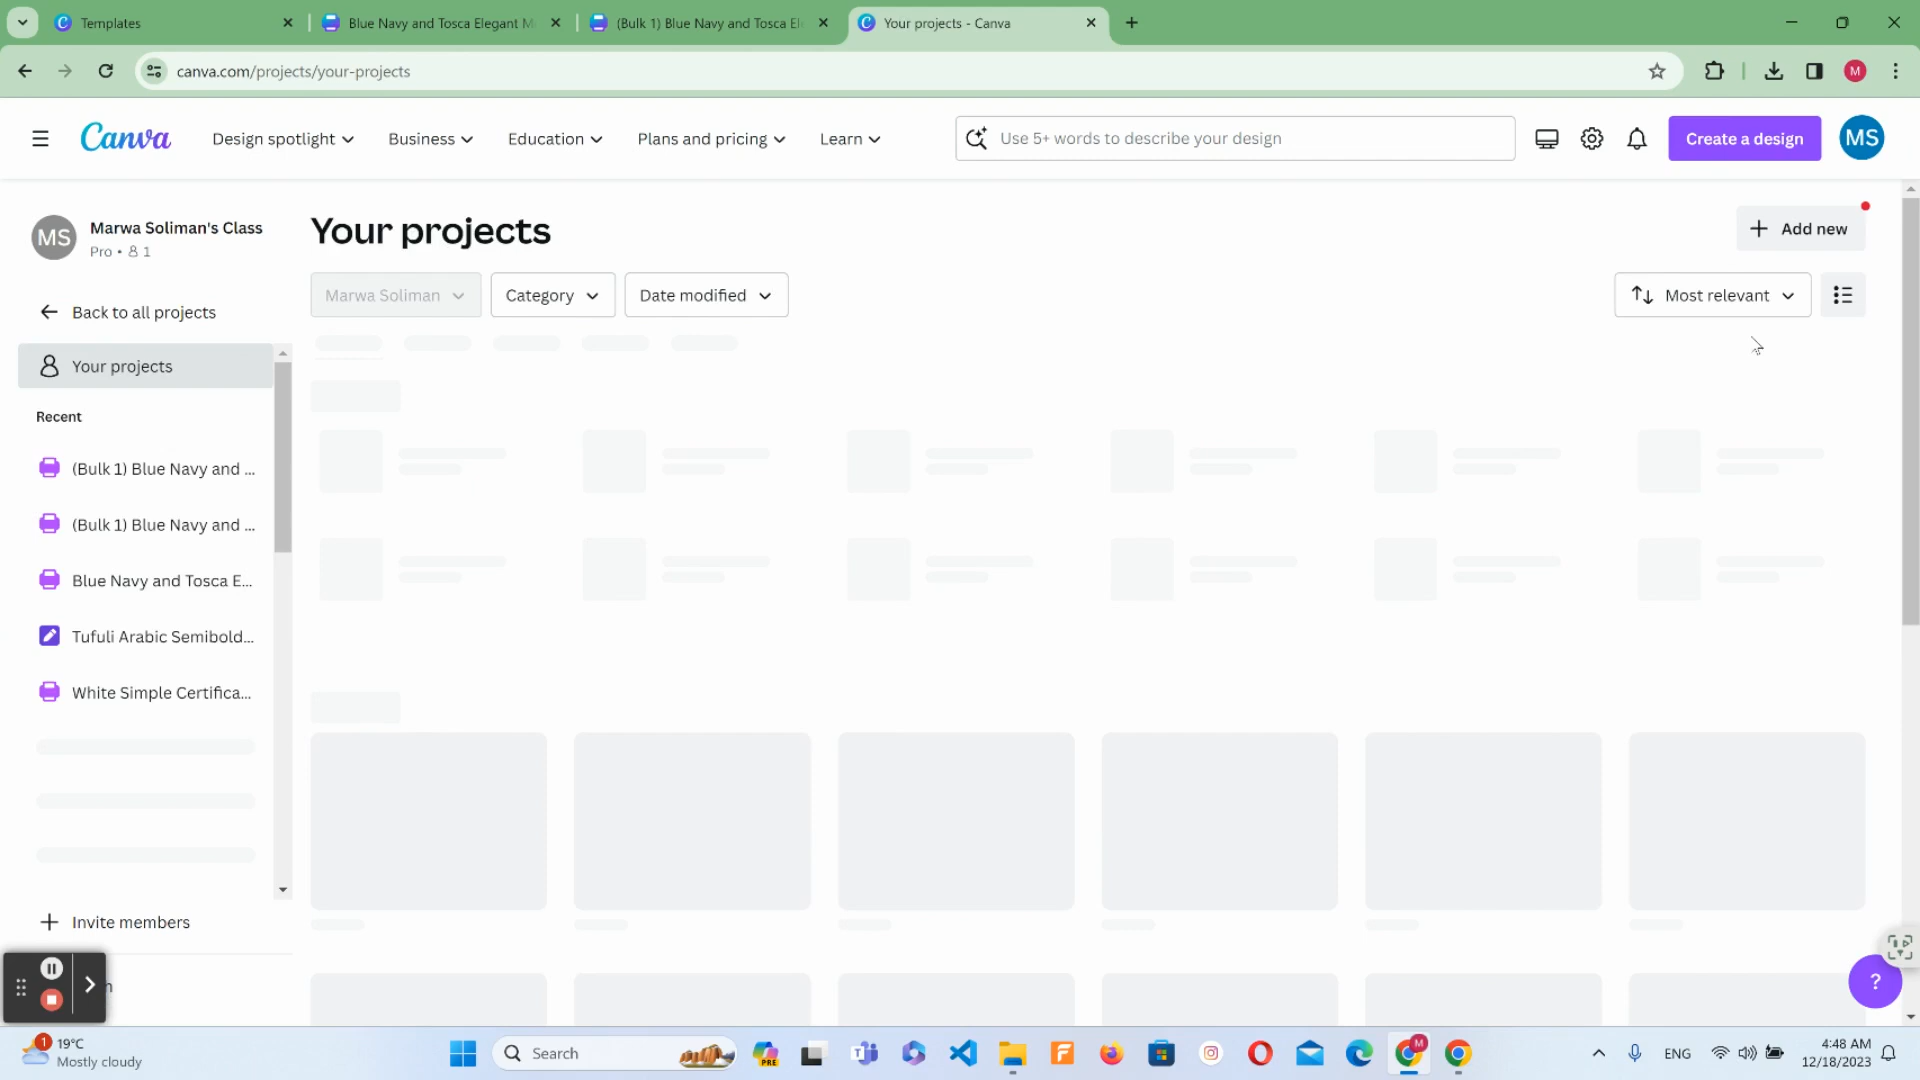 Templates
Blue Navy and Tosca Elegant M
(Bulk 1) Blue Navy and Tosca El
Your projects - Canva
canva.com/projects/your-projects
M
Canva
Design spotlight
Business
Education
Plans and pricing
Learn
Use 5+ words to describe your design
Create a design
MS
MS
Marwa Soliman's Class
Pro • 1
Your projects
Add new
Marwa Soliman
Category
Date modified
Most relevant
Back to all projects
Your projects
Recent
(Bulk 1) Blue Navy and ...
(Bulk 1) Blue Navy and ...
Blue Navy and Tosca E...
Tufuli Arabic Semibold...
White Simple Certifica...
Invite members
?
1
19°C
Mostly cloudy
Search
PRE
M
ENG
4:48 AM
12/18/2023